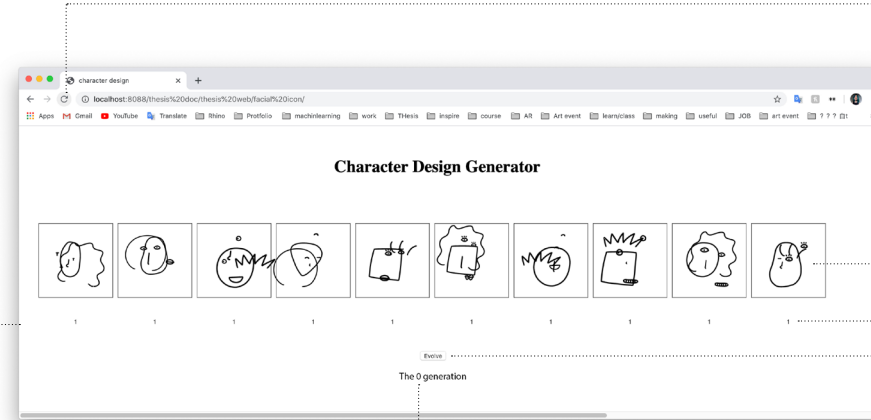 character design
localhost:8088/thesis%20doc/thesis%20web/facial%20icon/
Apps Gmail YouTube Translate Rhino Protfolio machinlearning work THesis inspire course AR Art event learn/class making useful JOB art event ? ? ?
Character Design Generator
1 1 1 1 1 1 1 1 1 1
Evolve
The 0 generation